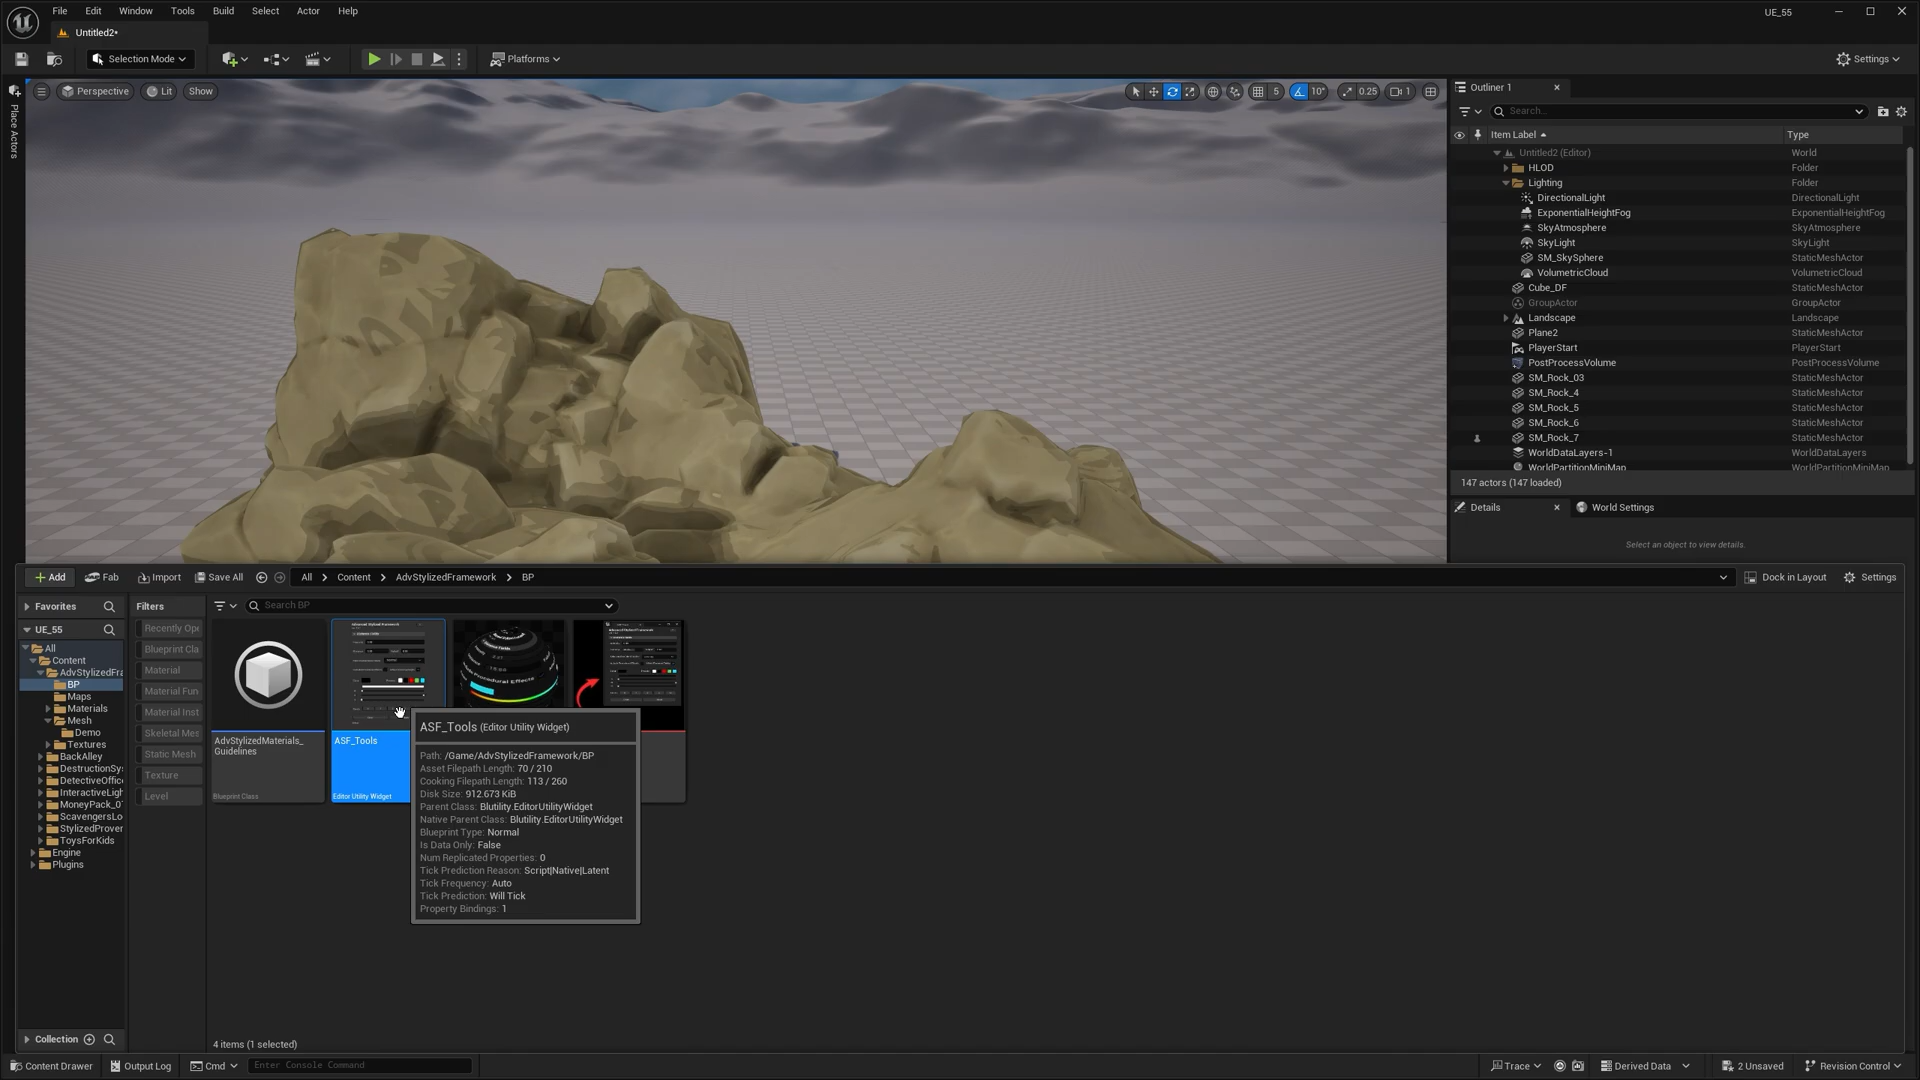 File Edit Window Tools Build Select Actor Help
UE_55
Untitled2*
Selection Mode
Platforms
Settings
Perspective Lit Show
5 10° 0.25 1
Place Actors
Outliner 1
Search...
Item Label Type
Untitled2 (Editor) World
HLOD Folder
Lighting Folder
DirectionalLight DirectionalLight
ExponentialHeightFog ExponentialHeightFog
SkyAtmosphere SkyAtmosphere
SkyLight SkyLight
SM_SkySphere StaticMeshActor
VolumetricCloud VolumetricCloud
Cube_DF StaticMeshActor
GroupActor GroupActor
Landscape Landscape
Plane2 StaticMeshActor
PlayerStart PlayerStart
PostProcessVolume PostProcessVolume
SM_Rock_03 StaticMeshActor
SM_Rock_4 StaticMeshActor
SM_Rock_5 StaticMeshActor
SM_Rock_6 StaticMeshActor
SM_Rock_7 StaticMeshActor
WorldDataLayers-1 WorldDataLayers
WorldPartitionMiniMap WorldPartitionMiniMap
147 actors (147 loaded)
Details World Settings
Select an object to view details.
Add Fab Import Save All All Content AdvStylizedFramework BP Dock in Layout Settings
Favorites
UE_55
All
Content
AdvStylizedFra
BP
Maps
Materials
Mesh
Demo
Textures
BackAlley
DestructionSy
DetectiveOffic
InteractiveLigh
MoneyPack_0
ScavengersLo
StylizedProver
ToysForKids
Engine
Plugins
Collection
Filters
Recently Op
Blueprint Cla
Material
Material Fun
Material Inst
Skeletal Mes
Static Mesh
Texture
Level
Search BP
AdvStylizedMaterials_
Guidelines
Blueprint Class
ASF_Tools
Editor Utility Widget
ASF_Tools (Editor Utility Widget)
Path: /Game/AdvStylizedFramework/BP
Asset Filepath Length: 70 / 210
Cooking Filepath Length: 113 / 260
Disk Size: 912.673 KiB
Parent Class: Blutility.EditorUtilityWidget
Native Parent Class: Blutility.EditorUtilityWidget
Blueprint Type: Normal
Is Data Only: False
Num Replicated Properties: 0
Tick Prediction Reason: Script|Native|Latent
Tick Frequency: Auto
Tick Prediction: Will Tick
Property Bindings: 1
4 items (1 selected)
Content Drawer Output Log Cmd Enter Console Command Trace Derived Data 2 Unsaved Revision Control